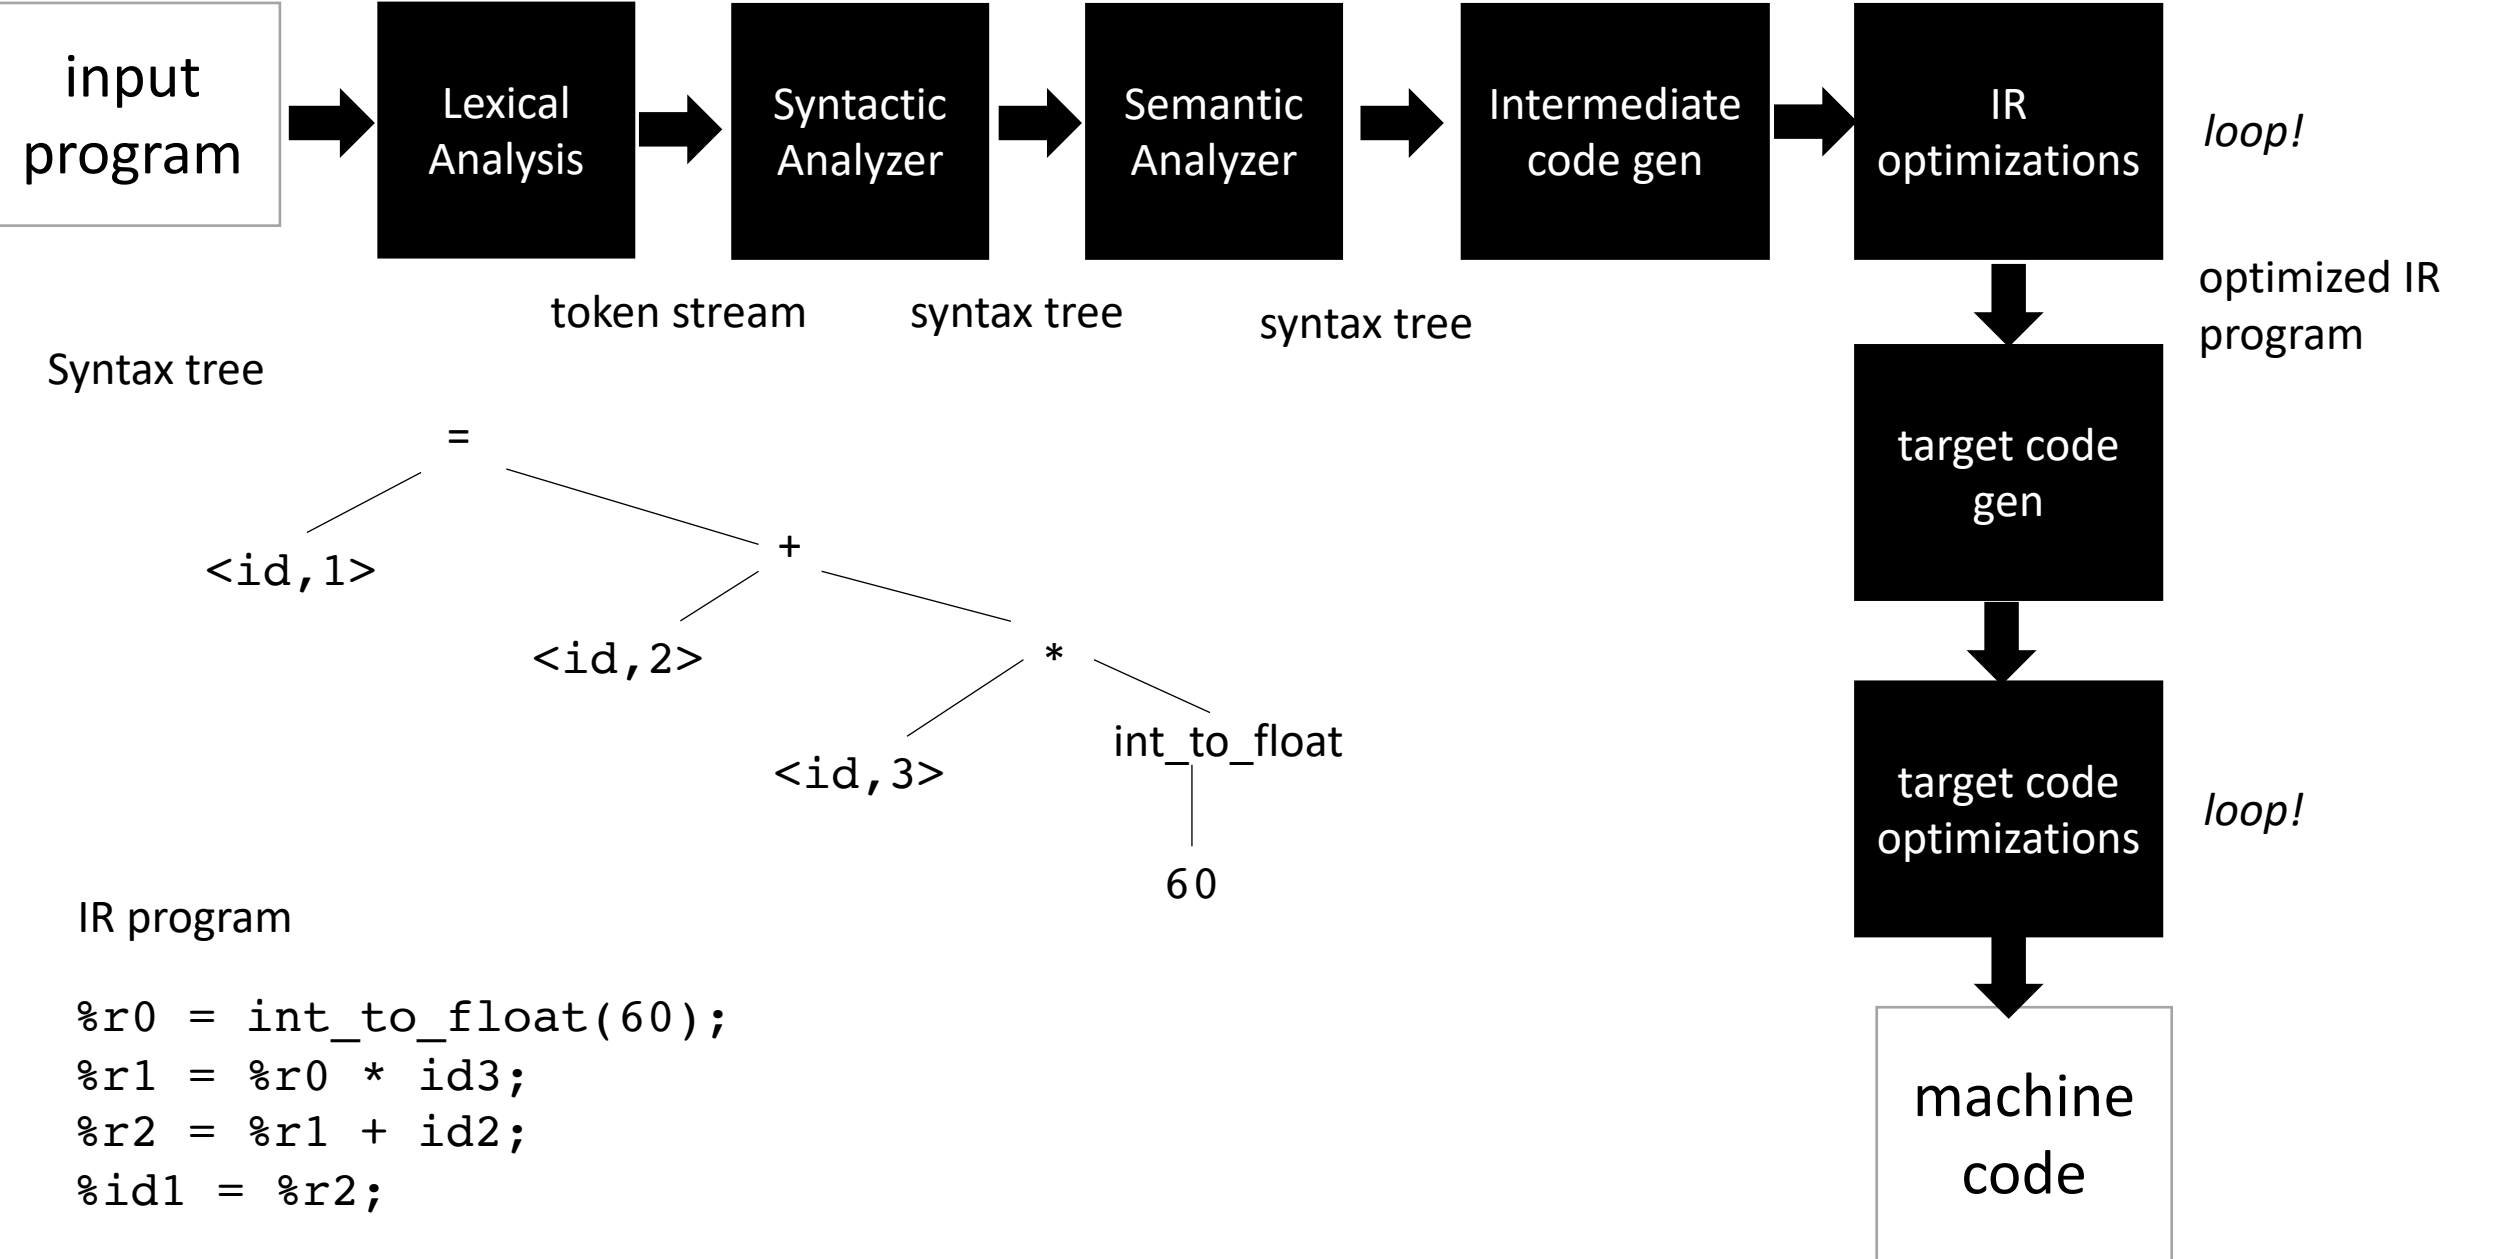 input
program
Lexical
Analysis
Syntactic
Analyzer
Semantic
Analyzer
Intermediate
code gen
IR
optimizations
loop!
token stream
syntax tree
syntax tree
optimized IR
program
Syntax tree
=
<id,1>
+
<id,2>
*
<id,3>
int_to_float
60
target code
gen
target code
optimizations
loop!
machine
code
IR program
%r0 = int_to_float(60);
%r1 = %r0 * id3;
%r2 = %r1 + id2;
%id1 = %r2;